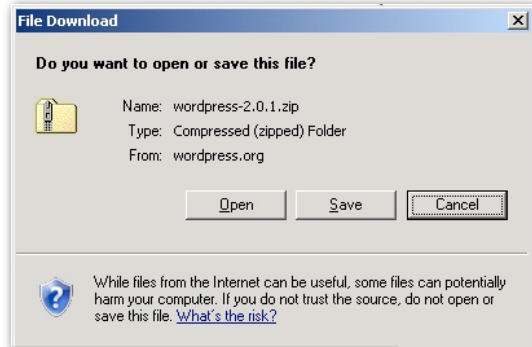 File Download
Do you want to open or save this file?
Name: wordpress-2.0.1.zip
Type: Compressed (zipped) Folder
From: wordpress.org
Open Save Cancel
While files from the Internet can be useful, some files can potentially
harm your computer. If you do not trust the source, do not open or
save this file. What's the risk?